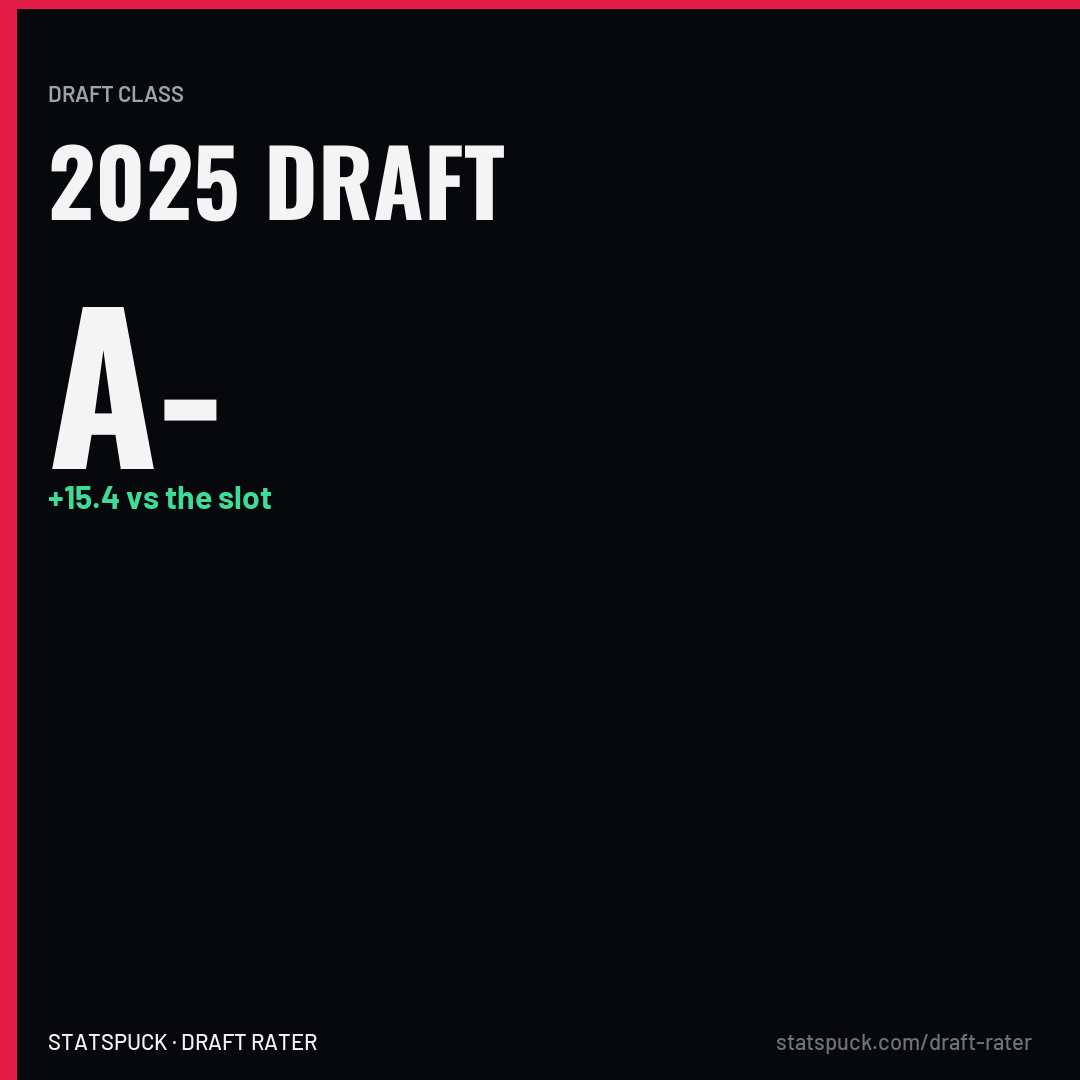 DRAFT CLASS
2025 DRAFT
A-
+15.4 vs the slot
STATSPUCK · DRAFT RATER
statspuck.com/draft-rater